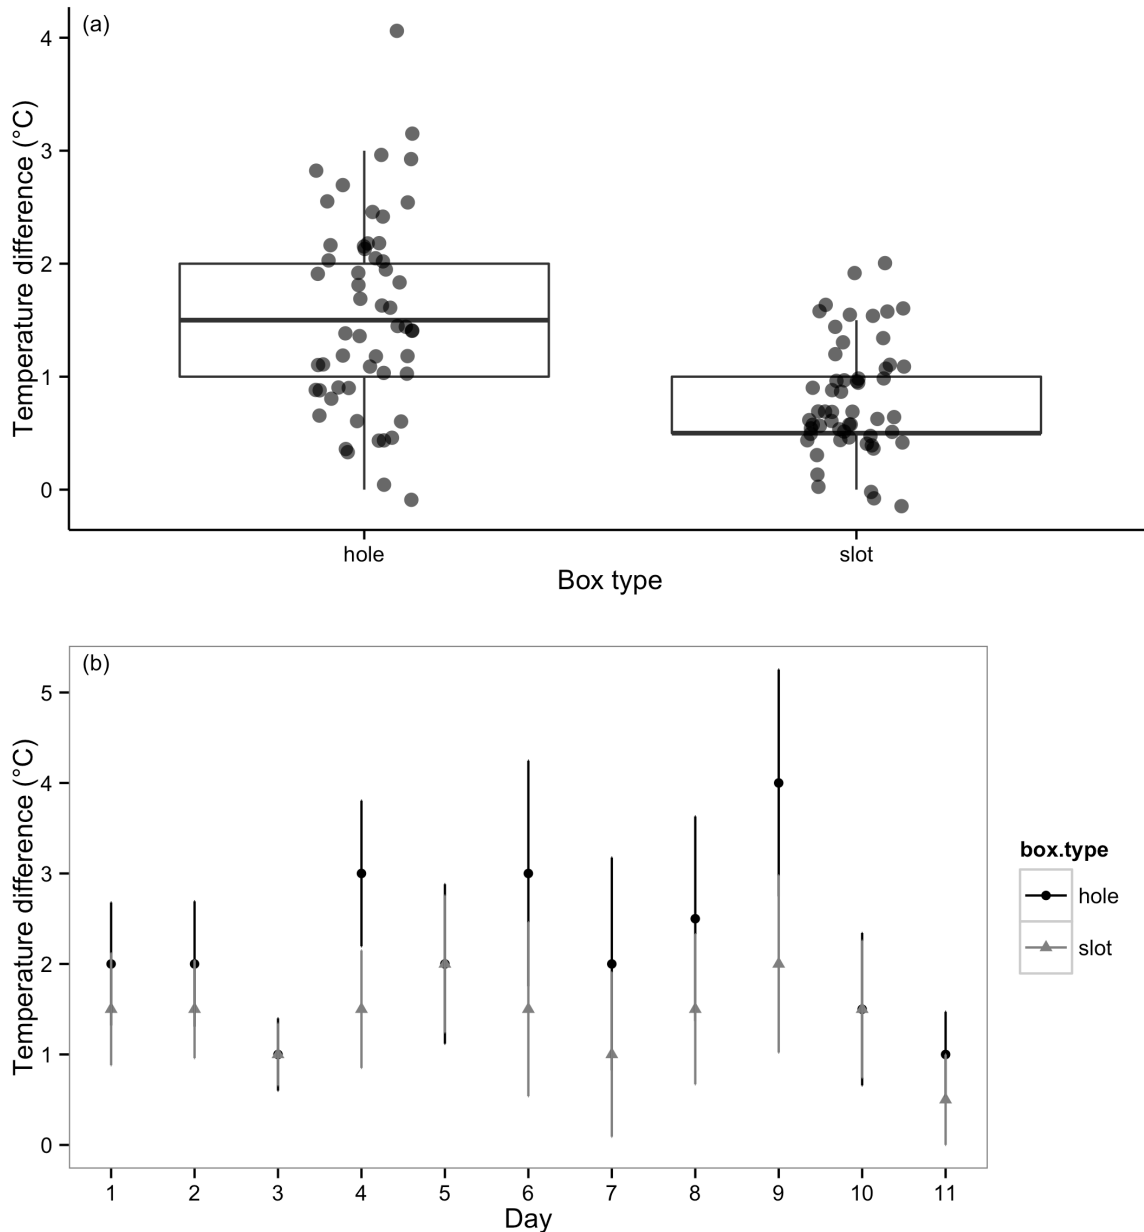 (a)
Temperature difference (°C)
4
3
2
1
0
hole
slot
Box type
(b)
Temperature difference (°C)
5
4
3
2
1
0
1 2 3 4 5 6 7 8 9 10 11
Day
box.type
hole
slot